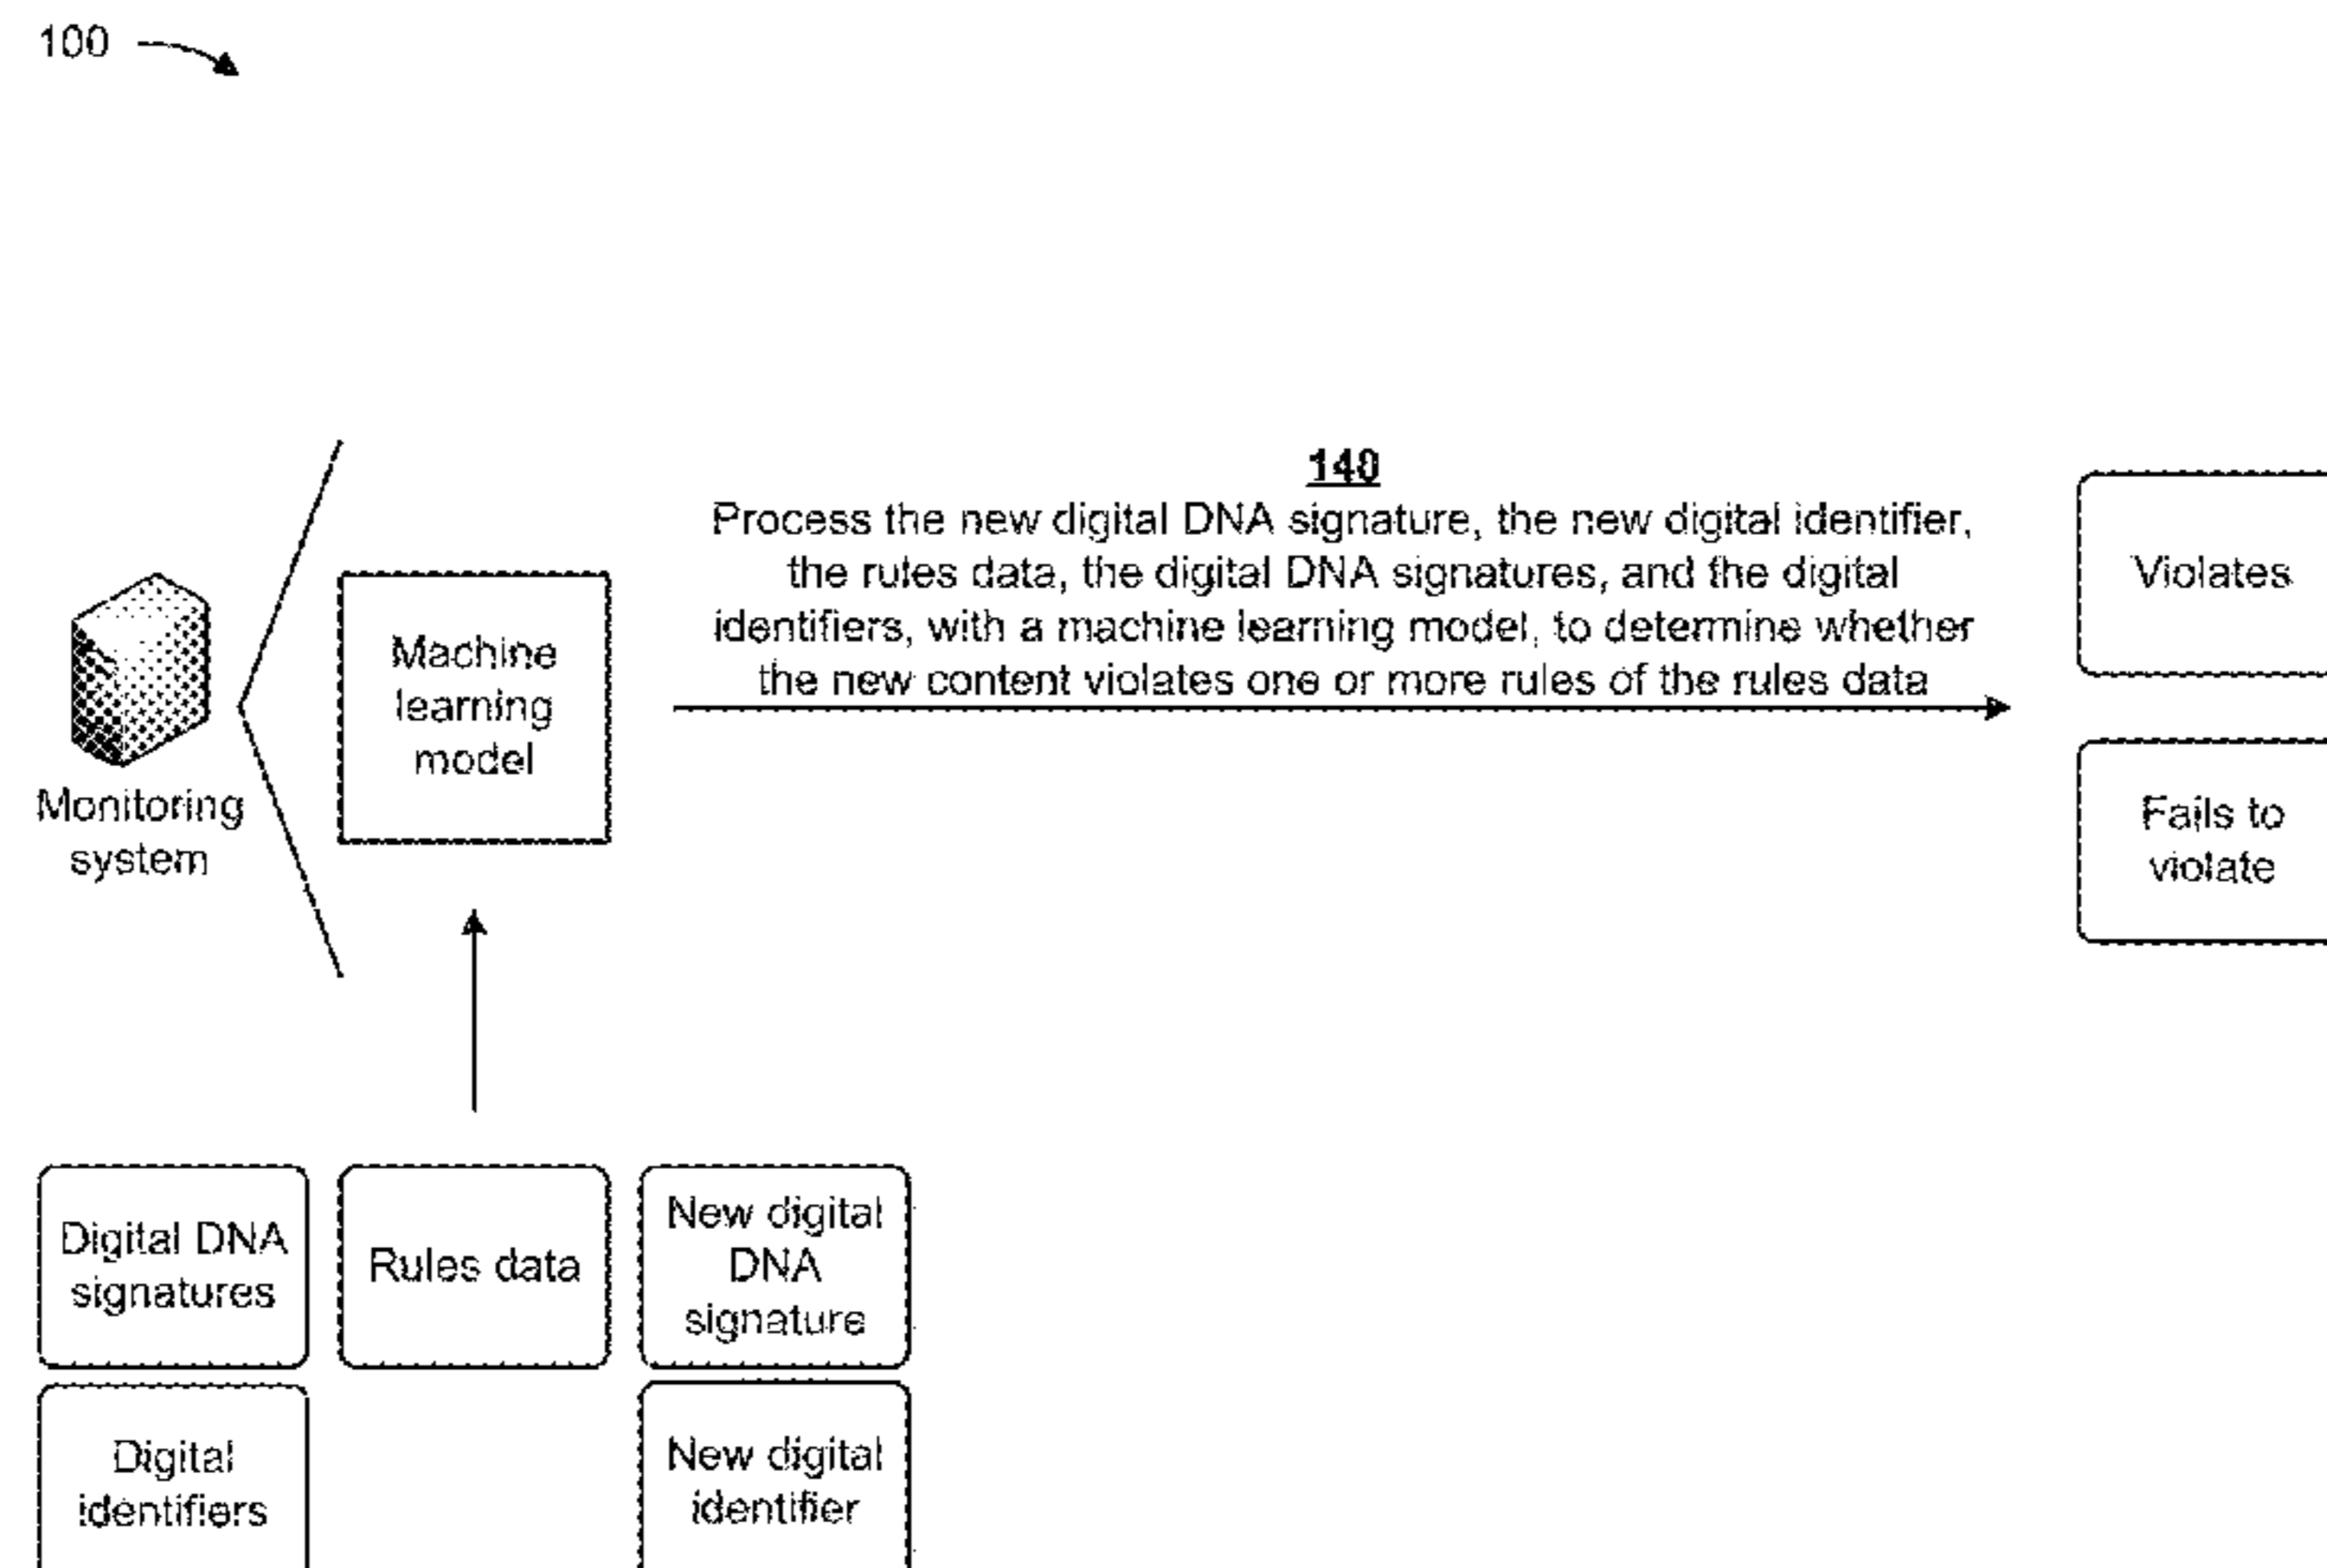 100
140
Process the new digital DNA signature, the new digital identifier,
the rules data, the digital DNA signatures, and the digital
identifiers, with a machine learning model, to determine whether
the new content violates one or more rules of the rules data
Violates
Machine
learning
model
Monitoring
system
Fails to
violate
Digital DNA
signatures
Rules data
New digital
DNA
signature
Digital
identifiers
New digital
identifier